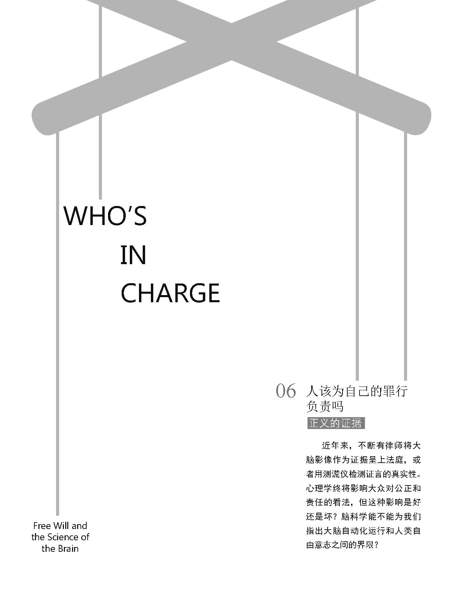 WHO'S
IN
CHARGE
06 人该为自己的罪行
负责吗
正义的证据
近年来，不断有律师将大
脑影像作为证据呈上法庭，或
者用测谎仪检测证言的真实性。
心理学终将影响大众对公正和
责任的看法，但这种影响是好
还是坏？脑科学能不能为我们
指出大脑自动化运行和人类自
由意志之间的界限？
Free Will and
the Science of
the Brain